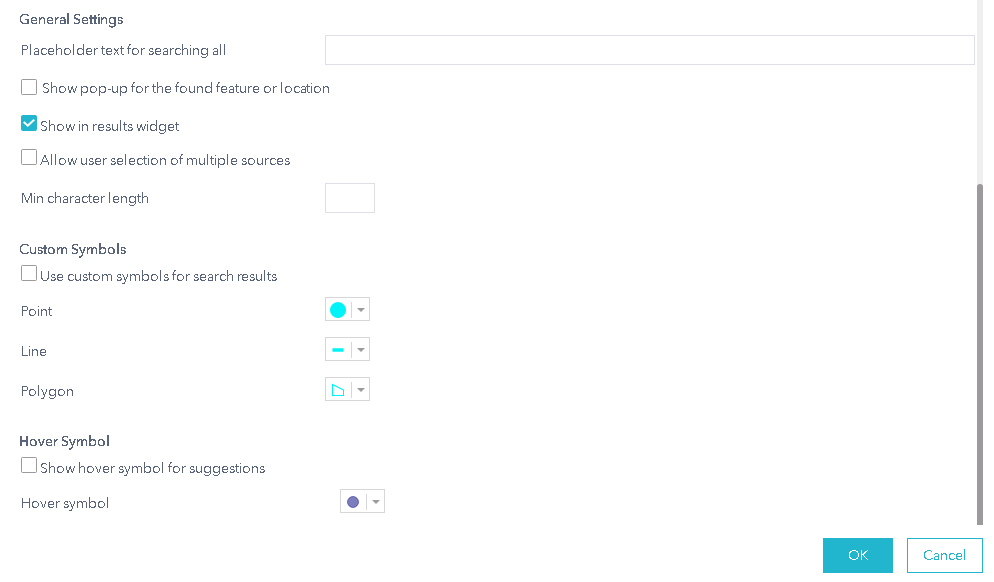 General Settings
Placeholder text for searching all
Show pop-up for the found feature or location
Show in results widget
Allow user selection of multiple sources
Min character length
Custom Symbols
Use custom symbols for search results
Point
Line
Polygon
Hover Symbol
Show hover symbol for suggestions
Hover symbol
OK Cancel